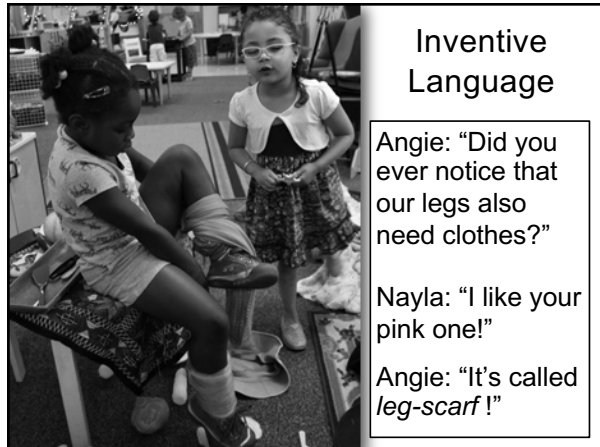 Inventive
Language
Angie: “Did you
ever notice that
our legs also
need clothes?”
Nayla: “I like your
pink one!”
Angie: “It’s called
leg-scarf !”